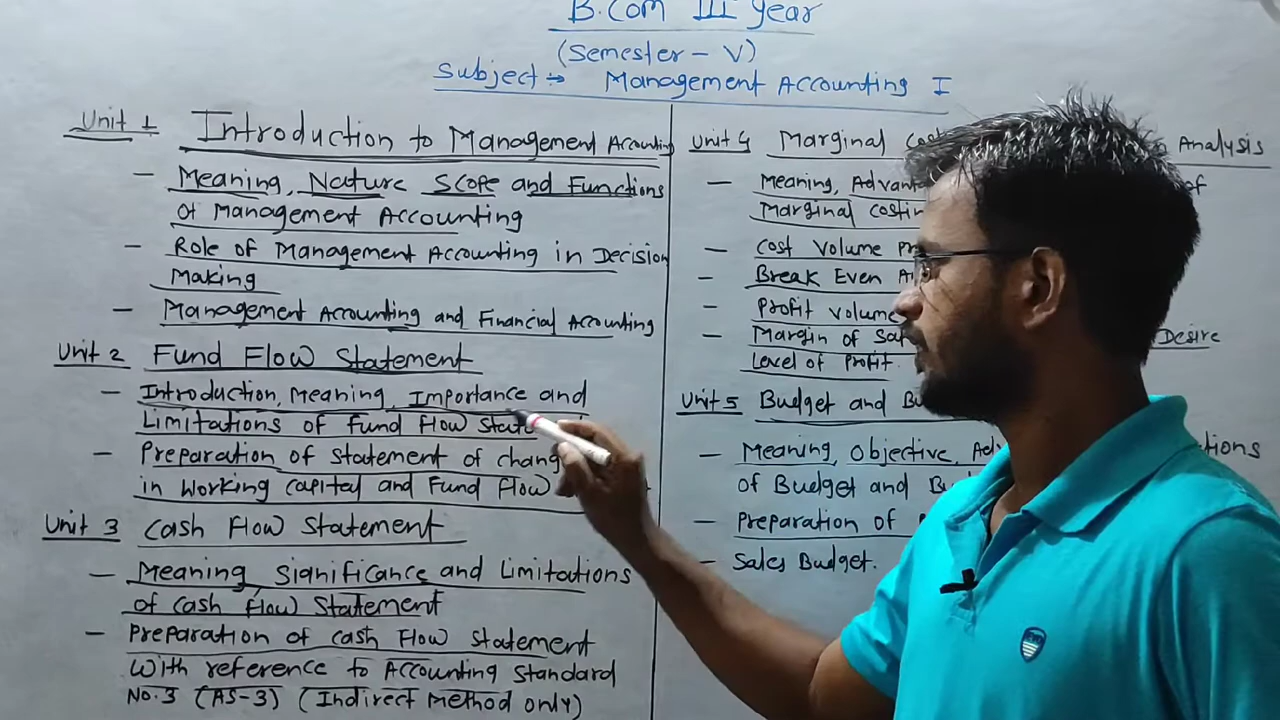 B.Com III Year
(Semester - V)
Subject → Management Accounting I
Unit 1 Introduction to Management Accounting
- Meaning, Nature Scope and Functions
of Management Accounting
- Role of Management Accounting in Decision
Making
- Management Accounting and Financial Accounting
Unit 2 Fund Flow Statement
- Introduction, Meaning, Importance and
Limitations of Fund Flow
- Preparation of Statement of
in Working Capital and Fund Flow
Unit 3 Cash Flow Statement
- Meaning, Significance and Limitations
of Cash flow Statement
- Preparation of Cash Flow Statement
With reference to Accounting Standard
No.3 (AS-3) (Indirect Method only)
Unit 4 Marginal Analysis
- Meaning, of
Marginal
- Cost Volume
- Break Even
- Profit Volume
- Margin of Desire
Level of Profit.
Unit 5 Budget and
- Meaning, Objective,
of Budget and
- Preparation of
- Sales Budget.